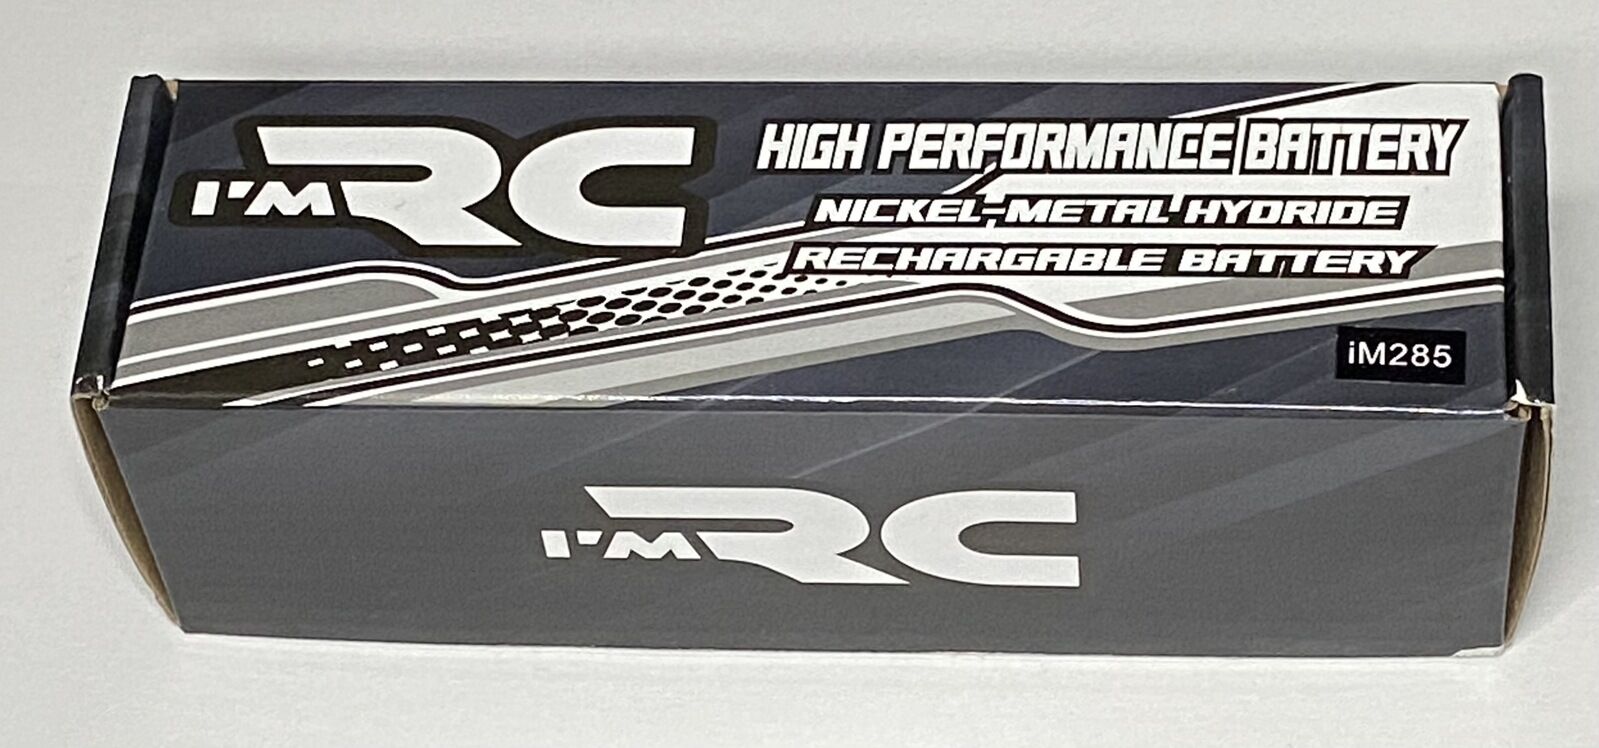 I'M RC
HIGH PERFORMANCE BATTERY
NICKEL-METAL HYDRIDE
RECHARGABLE BATTERY
iM285
I'M RC